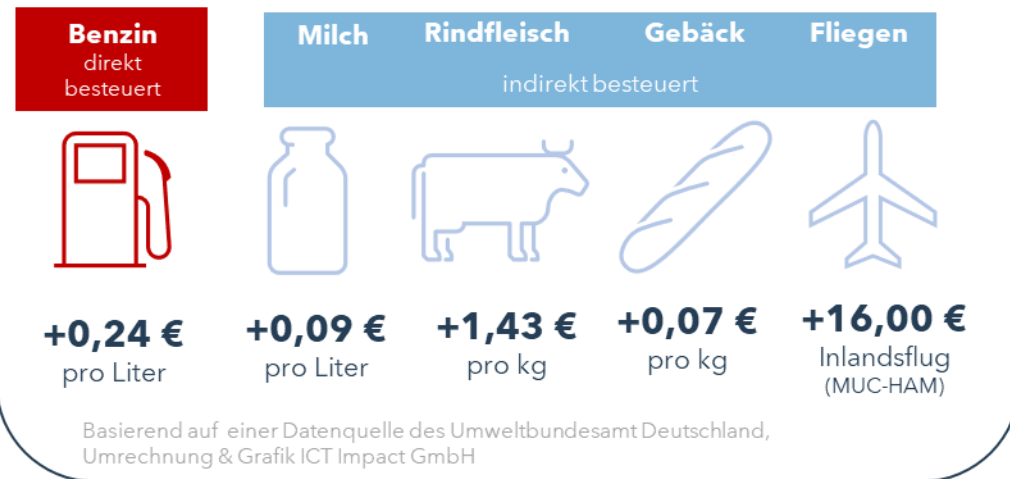 Benzin
direkt
besteuert
Milch
Rindfleisch
Gebäck
Fliegen
indirekt besteuert
+0,24 €
pro Liter
+0,09 €
pro Liter
+1,43 €
pro kg
+0,07 €
pro kg
+16,00 €
Inlandsflug
(MUC-HAM)
Basierend auf einer Datenquelle des Umweltbundesamt Deutschland,
Umrechnung & Grafik ICT Impact GmbH